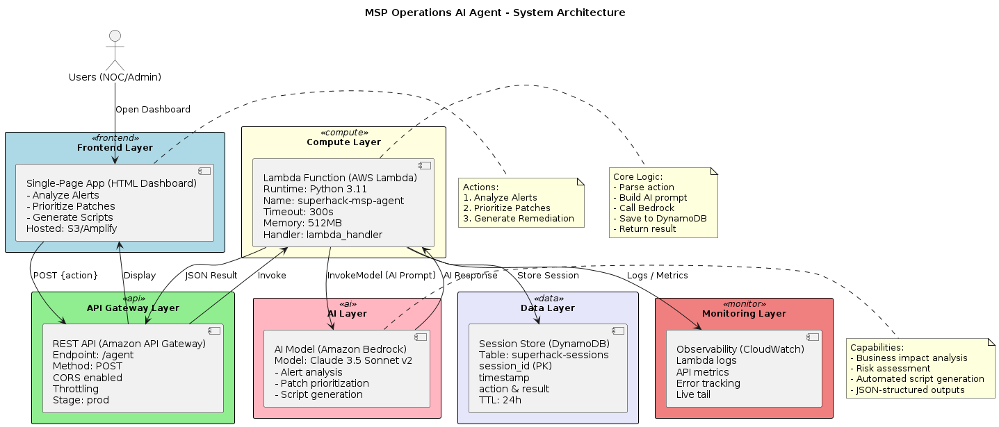 MSP Operations AI Agent - System Architecture
Users (NOC/Admin)
Open Dashboard
«frontend»
Frontend Layer
Single-Page App (HTML Dashboard)
- Analyze Alerts
- Prioritize Patches
- Generate Scripts
Hosted: S3/Amplify
«compute»
Compute Layer
Lambda Function (AWS Lambda)
Runtime: Python 3.11
Name: superhack-msp-agent
Timeout: 300s
Memory: 512MB
Handler: lambda_handler
Actions:
1. Analyze Alerts
2. Prioritize Patches
3. Generate Remediation
Core Logic:
- Parse action
- Build AI prompt
- Call Bedrock
- Save to DynamoDB
- Return result
POST {action}
Display
JSON Result
Invoke
InvokeModel (AI Prompt)
AI Response
Store Session
Logs / Metrics
«api»
API Gateway Layer
REST API (Amazon API Gateway)
Endpoint: /agent
Method: POST
CORS enabled
Throttling
Stage: prod
«ai»
AI Layer
AI Model (Amazon Bedrock)
Model: Claude 3.5 Sonnet v2
- Alert analysis
- Patch prioritization
- Script generation
«data»
Data Layer
Session Store (DynamoDB)
Table: superhack-sessions
session_id (PK)
timestamp
action & result
TTL: 24h
«monitor»
Monitoring Layer
Observability (CloudWatch)
Lambda logs
API metrics
Error tracking
Live tail
Capabilities:
- Business impact analysis
- Risk assessment
- Automated script generation
- JSON-structured outputs